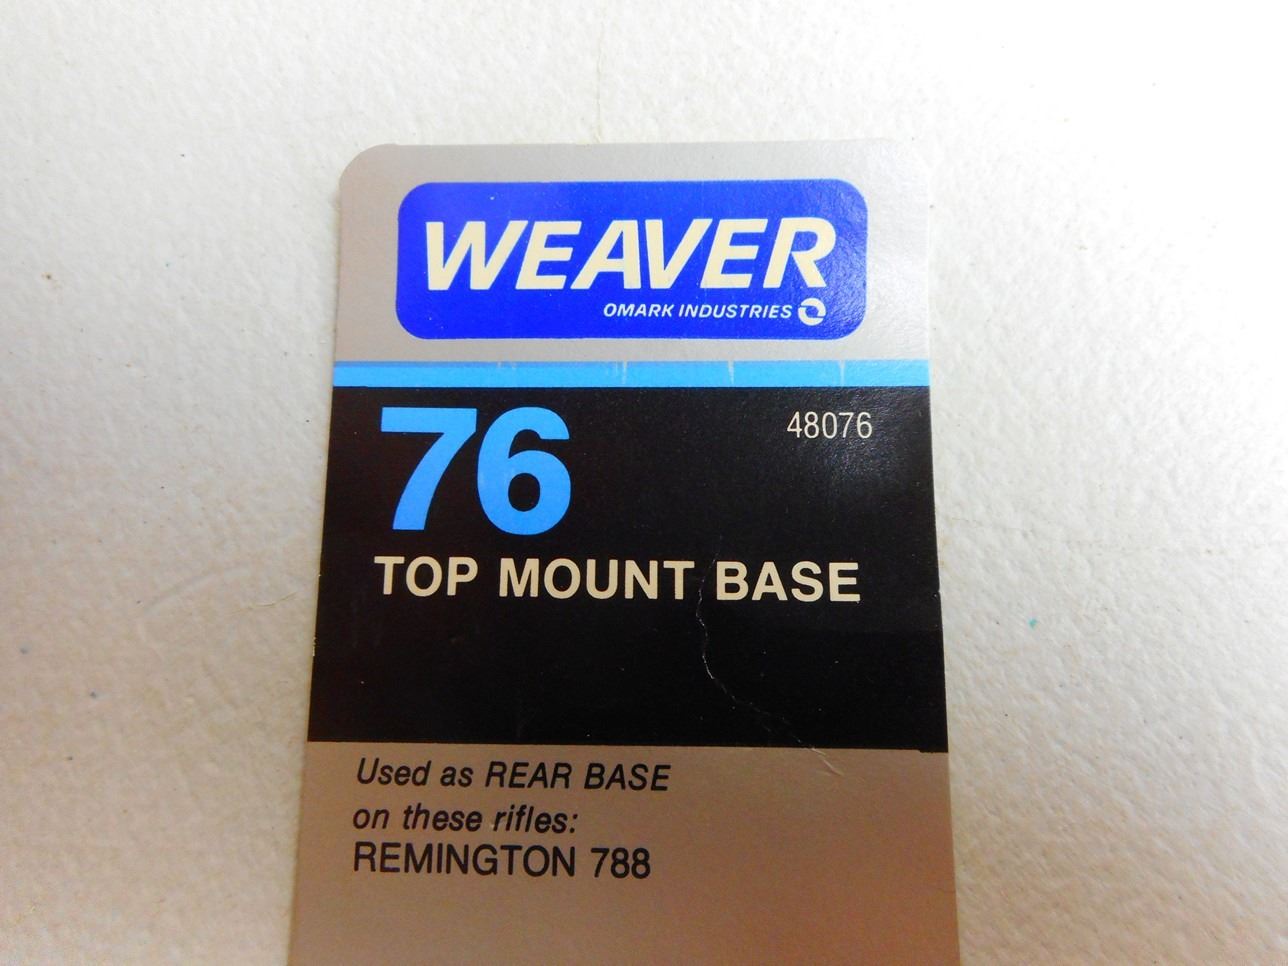 WEAVER
OMARK INDUSTRIES
76
48076
TOP MOUNT BASE
Used as REAR BASE
on these rifles:
REMINGTON 788